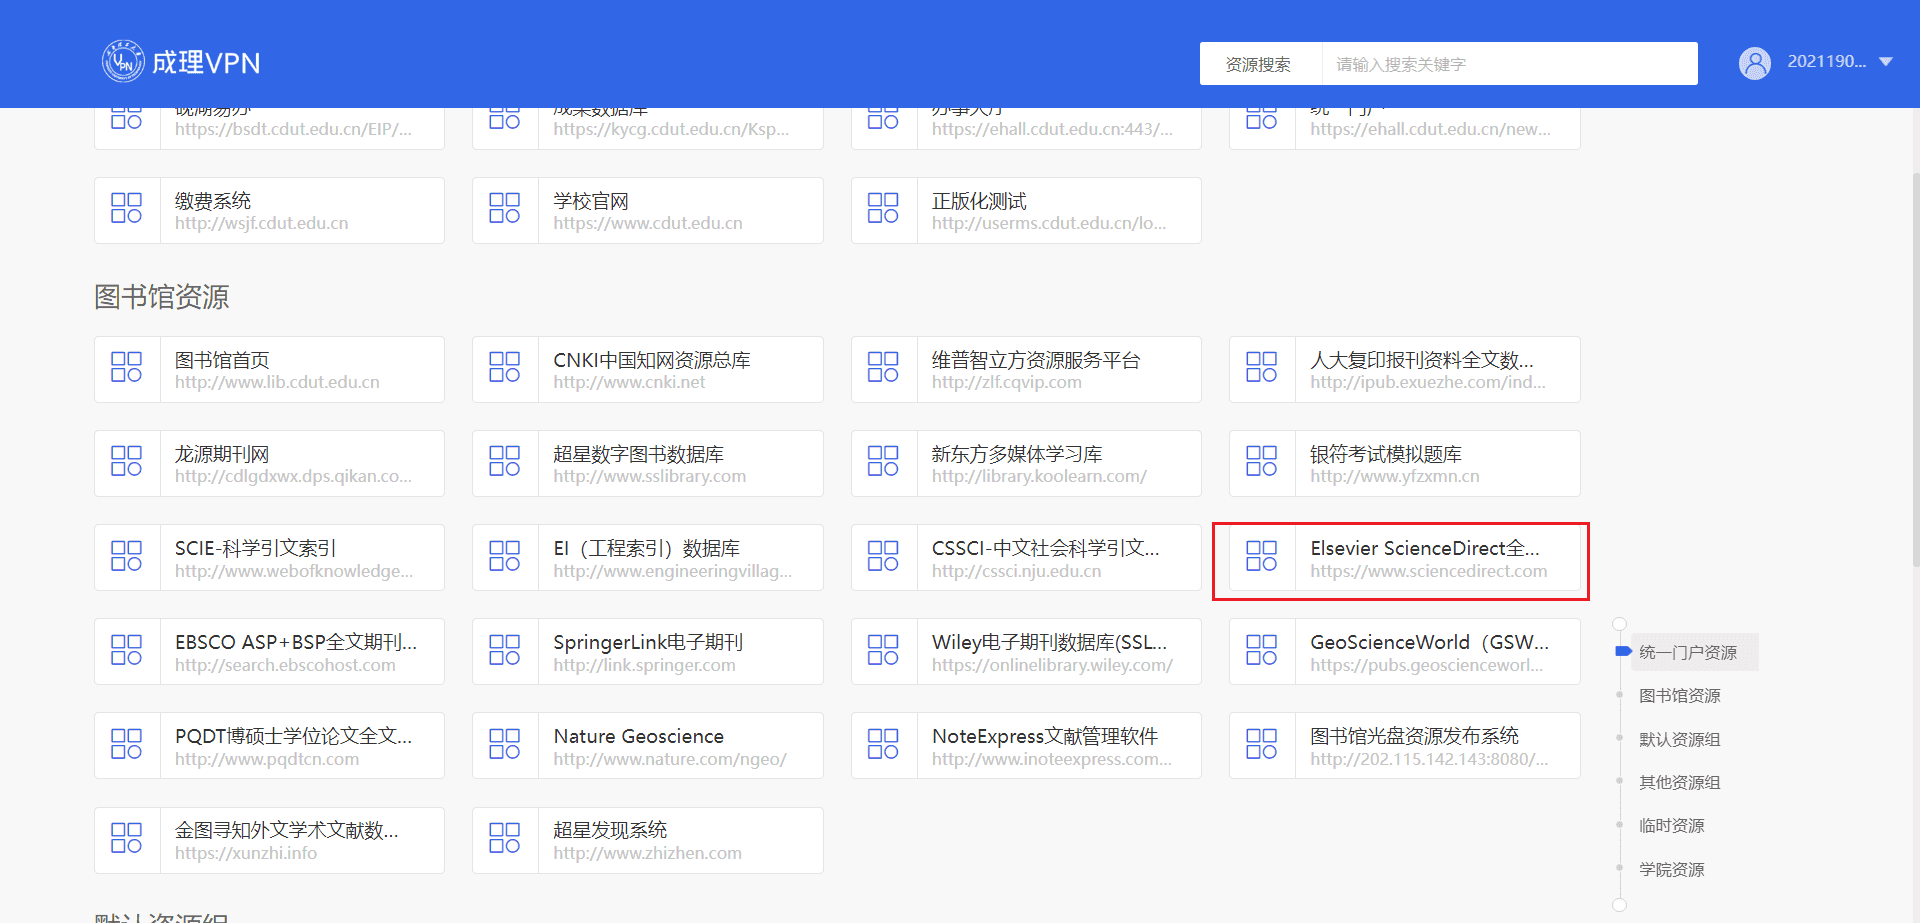 成理VPN
资源搜索 请输入搜索关键字
2021190...
https://bsdt.cdut.edu.cn/EIP/...
成果数据库
https://kycg.cdut.edu.cn/Ksp...
办事大厅
https://ehall.cdut.edu.cn:443/...
统一门户
https://ehall.cdut.edu.cn/new...
缴费系统
http://wsjf.cdut.edu.cn
学校官网
https://www.cdut.edu.cn
正版化测试
http://userms.cdut.edu.cn/lo...
图书馆资源
图书馆首页
http://www.lib.cdut.edu.cn
CNKI中国知网资源总库
http://www.cnki.net
维普智立方资源服务平台
http://zlf.cqvip.com
人大复印报刊资料全文数...
http://ipub.exuezhe.com/ind...
龙源期刊网
http://cdlgdxwx.dps.qikan.co...
超星数字图书数据库
http://www.sslibrary.com
新东方多媒体学习库
http://library.koolearn.com/
银符考试模拟题库
http://www.yfzxmn.cn
SCIE-科学引文索引
http://www.webofknowledge...
EI（工程索引）数据库
http://www.engineeringvillag...
CSSCI-中文社会科学引文...
http://cssci.nju.edu.cn
Elsevier ScienceDirect全...
https://www.sciencedirect.com
EBSCO ASP+BSP全文期刊...
http://search.ebscohost.com
SpringerLink电子期刊
http://link.springer.com
Wiley电子期刊数据库(SSL...
https://onlinelibrary.wiley.com/
GeoScienceWorld（GSW...
https://pubs.geoscienceworl...
PQDT博硕士学位论文全文...
http://www.pqdtcn.com
Nature Geoscience
http://www.nature.com/ngeo/
NoteExpress文献管理软件
http://www.inoteexpress.com...
图书馆光盘资源发布系统
http://202.115.142.143:8080/...
金图寻知外文学术文献数...
https://xunzhi.info
超星发现系统
http://www.zhizhen.com
默认资源组
统一门户资源
图书馆资源
默认资源组
其他资源组
临时资源
学院资源